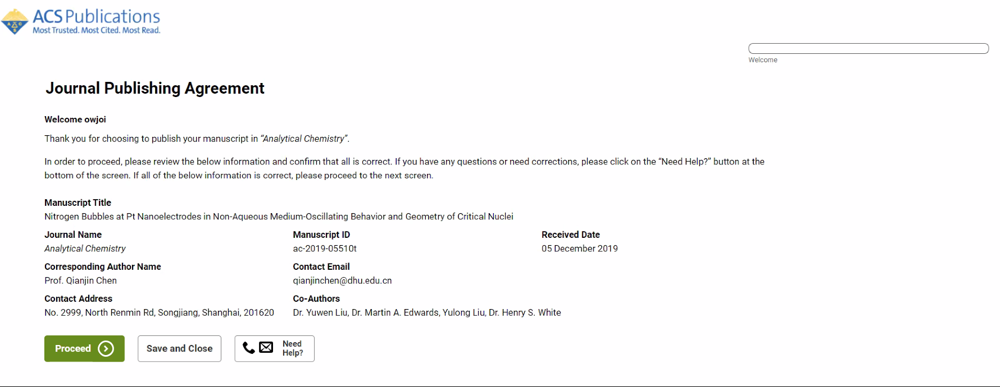 ACS Publications
Most Trusted. Most Cited. Most Read.
Welcome
Journal Publishing Agreement
Welcome owjoi
Thank you for choosing to publish your manuscript in “Analytical Chemistry”.
In order to proceed, please review the below information and confirm that all is correct. If you have any questions or need corrections, please click on the “Need Help?” button at the
bottom of the screen. If all of the below information is correct, please proceed to the next screen.
Manuscript Title
Nitrogen Bubbles at Pt Nanoelectrodes in Non-Aqueous Medium-Oscillating Behavior and Geometry of Critical Nuclei
Journal Name Manuscript ID Received Date
Analytical Chemistry ac-2019-05510t 05 December 2019
Corresponding Author Name Contact Email
Prof. Qianjin Chen qianjinchen@dhu.edu.cn
Contact Address Co-Authors
No. 2999, North Renmin Rd, Songjiang, Shanghai, 201620 Dr. Yuwen Liu, Dr. Martin A. Edwards, Yulong Liu, Dr. Henry S. White
Proceed Save and Close Need
Help?